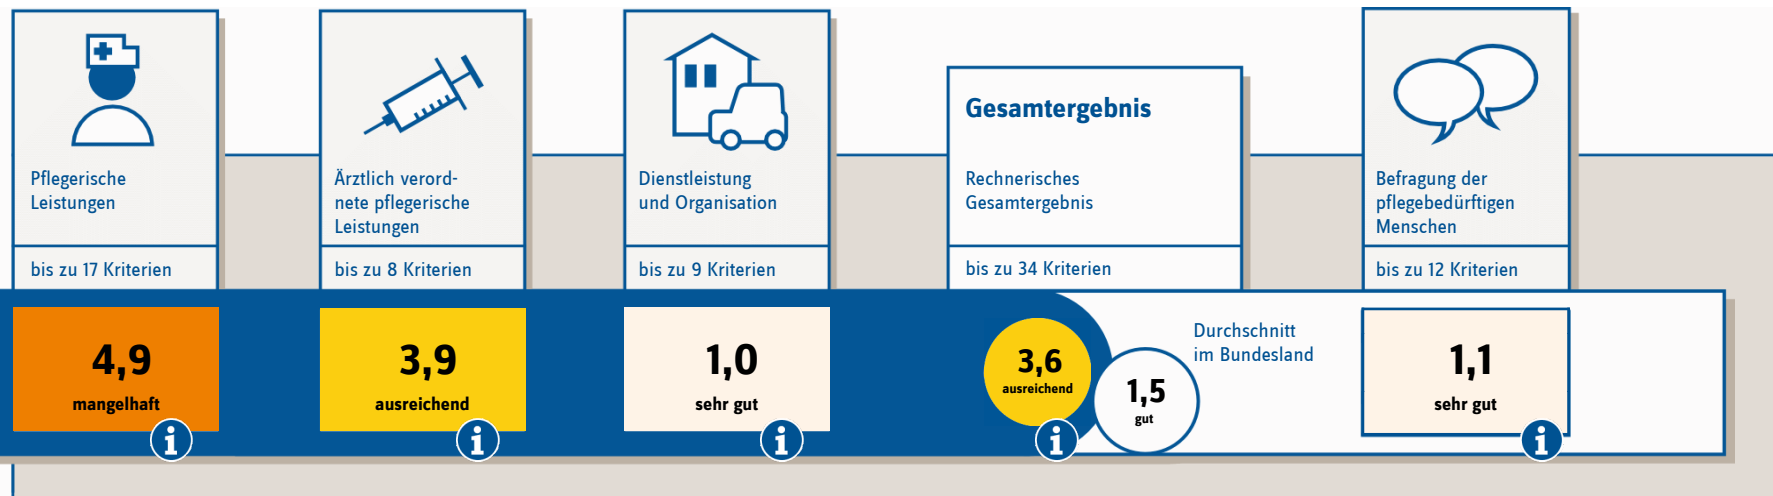 Pflegerische
Leistungen
bis zu 17 Kriterien
4,9
mangelhaft
i
Ärztlich verord-
nete pflegerische
Leistungen
bis zu 8 Kriterien
3,9
ausreichend
i
Dienstleistung
und Organisation
bis zu 9 Kriterien
1,0
sehr gut
i
Gesamtergebnis
Rechnerisches
Gesamtergebnis
bis zu 34 Kriterien
3,6
ausreichend
i
1,5
gut
Durchschnitt
im Bundesland
Befragung der
pflegebedürftigen
Menschen
bis zu 12 Kriterien
1,1
sehr gut
i